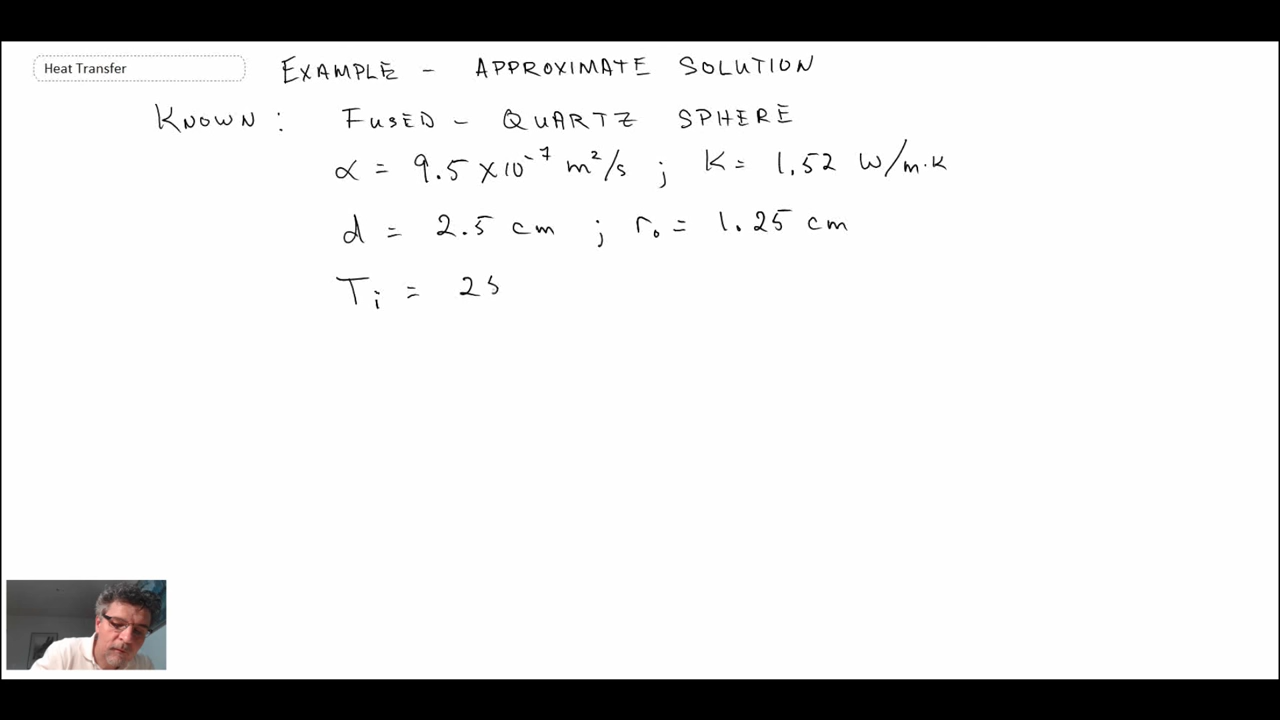 Heat Transfer
EXAMPLE - APPROXIMATE SOLUTION
KNOWN: FUSED - QUARTZ SPHERE
α = 9.5 x10⁻⁷ m²/s ; K = 1.52 W/m·K
d = 2.5 cm ; r₀ = 1.25 cm
Tᵢ = 25